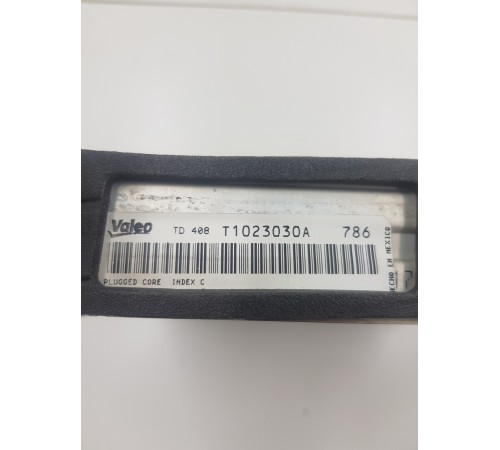 Valeo TD 408 T1023030A 786
PLUGGED CORE INDEX C
HECHO EN MEXICO